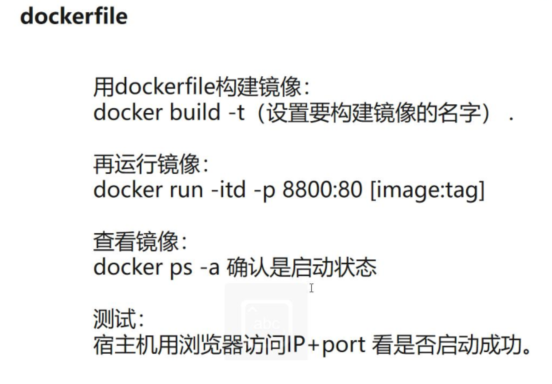 dockerfile
用dockerfile构建镜像：
docker build -t（设置要构建镜像的名字） .
再运行镜像：
docker run -itd -p 8800:80 [image:tag]
查看镜像：
docker ps -a 确认是启动状态
测试：
宿主机用浏览器访问IP+port 看是否启动成功。